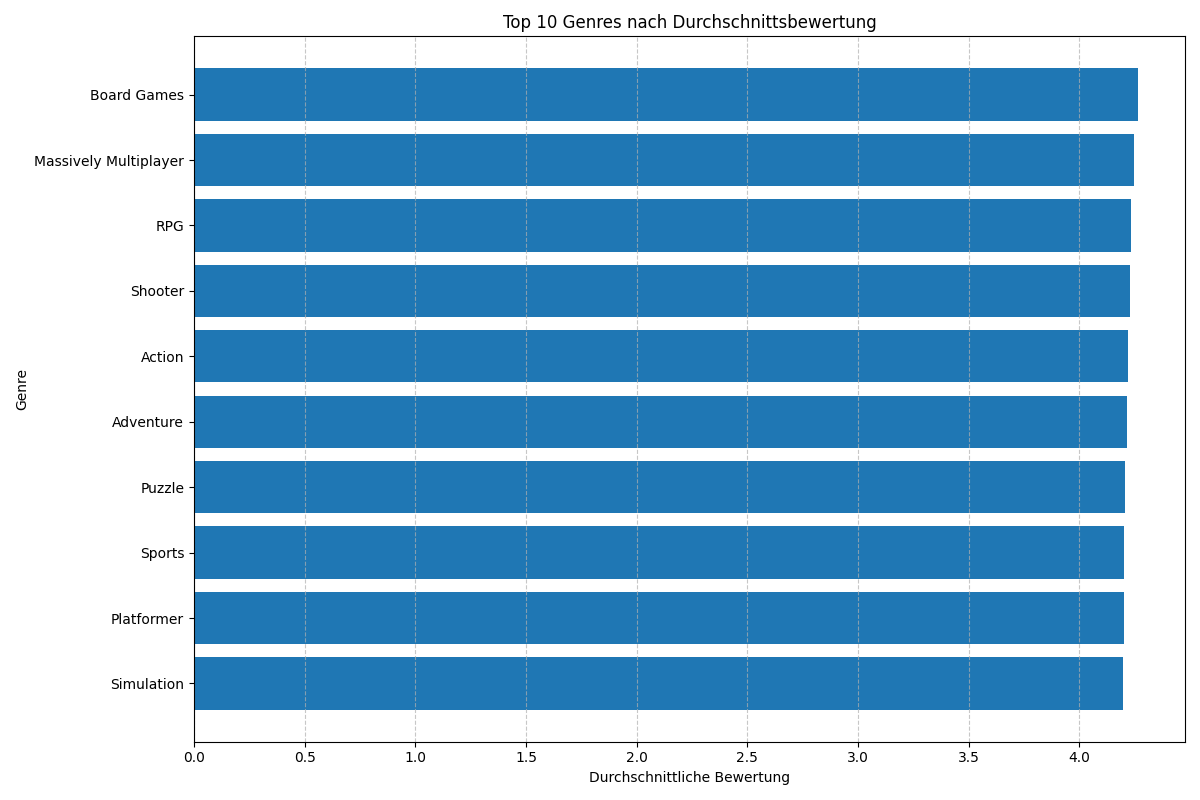 Top 10 Genres nach Durchschnittsbewertung
Genre
Board Games
Massively Multiplayer
RPG
Shooter
Action
Adventure
Puzzle
Sports
Platformer
Simulation
0.0 0.5 1.0 1.5 2.0 2.5 3.0 3.5 4.0
Durchschnittliche Bewertung